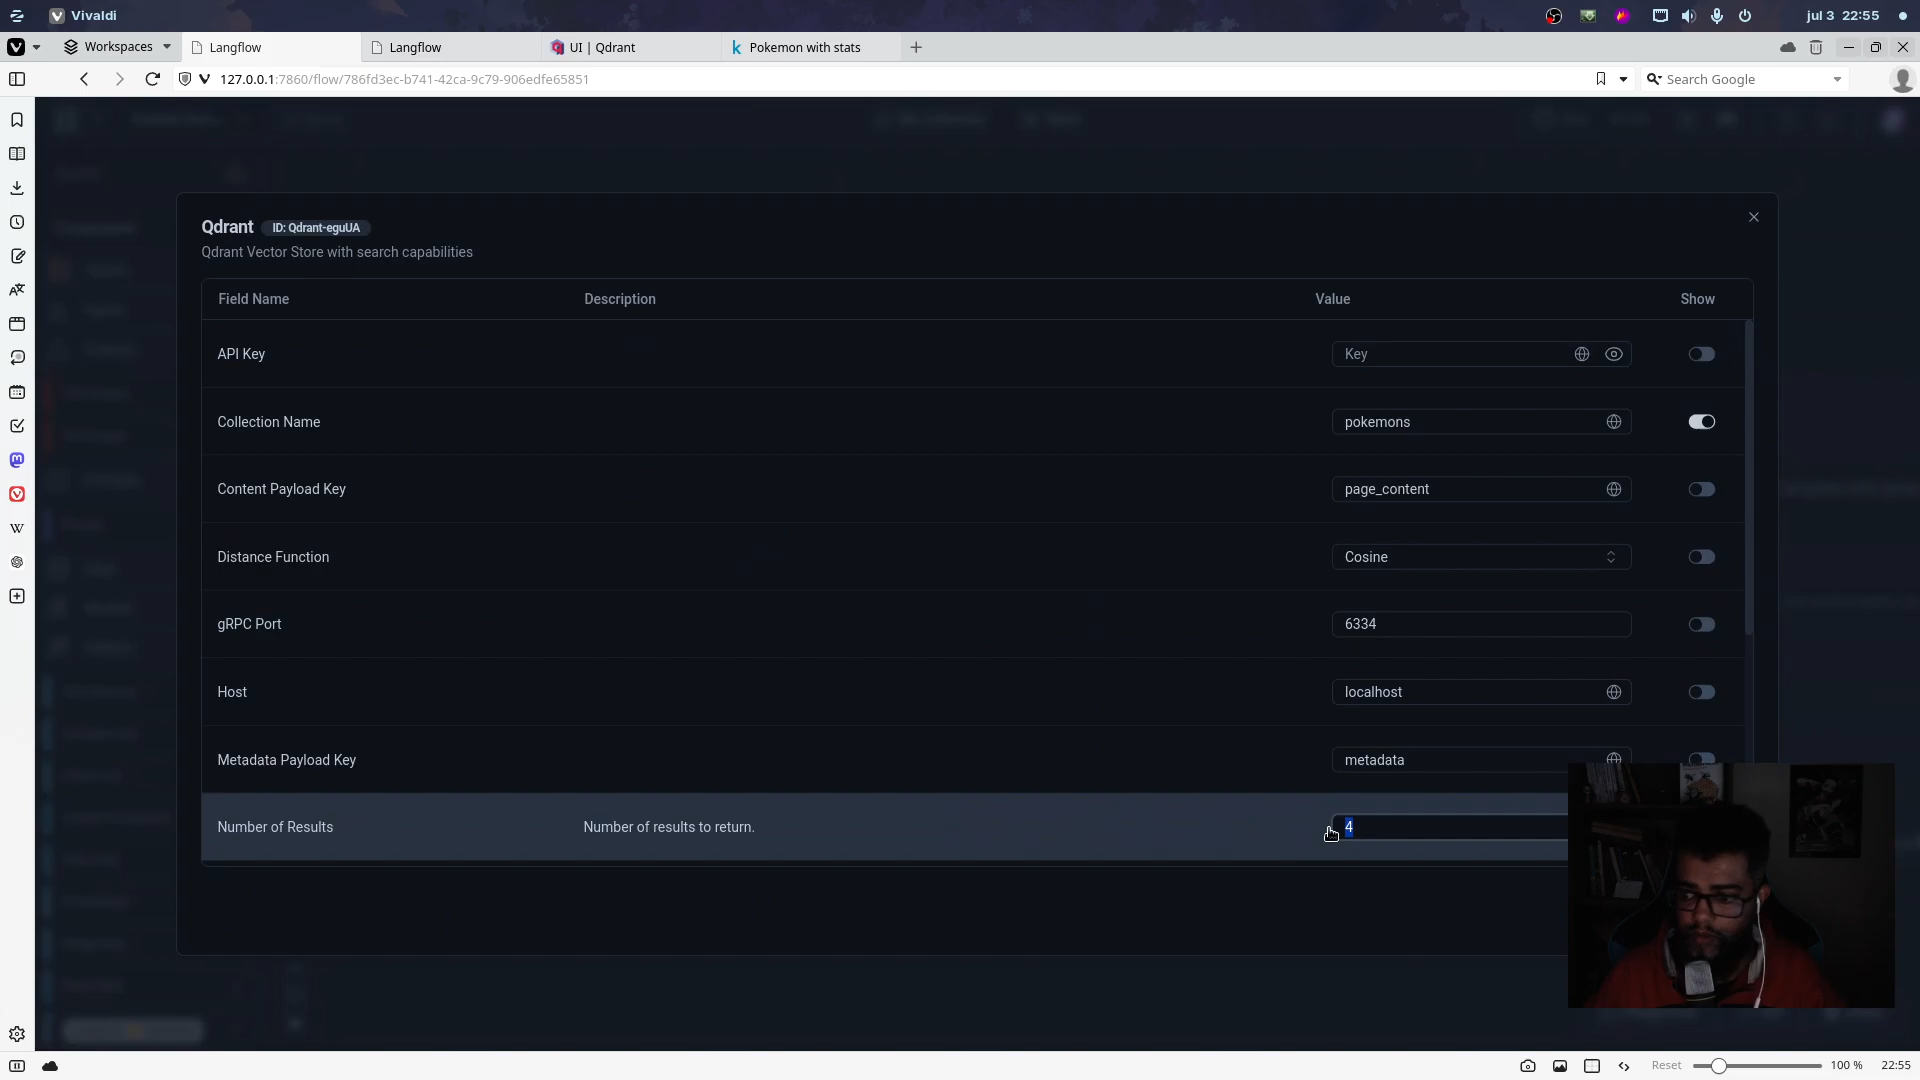 Vivaldi
jul 3 22:55
Workspaces
Langflow
Langflow
UI | Qdrant
Pokemon with stats
127.0.0.1:7860/flow/786fd3ec-b741-42ca-9c79-906edfe65851
Search Google
Qdrant
ID: Qdrant-eguUA
Qdrant Vector Store with search capabilities
Field Name Description Value Show
API Key Key
Collection Name pokemons
Content Payload Key page_content
Distance Function Cosine
gRPC Port 6334
Host localhost
Metadata Payload Key metadata
Number of Results Number of results to return. 4
Reset 100 % 22:55